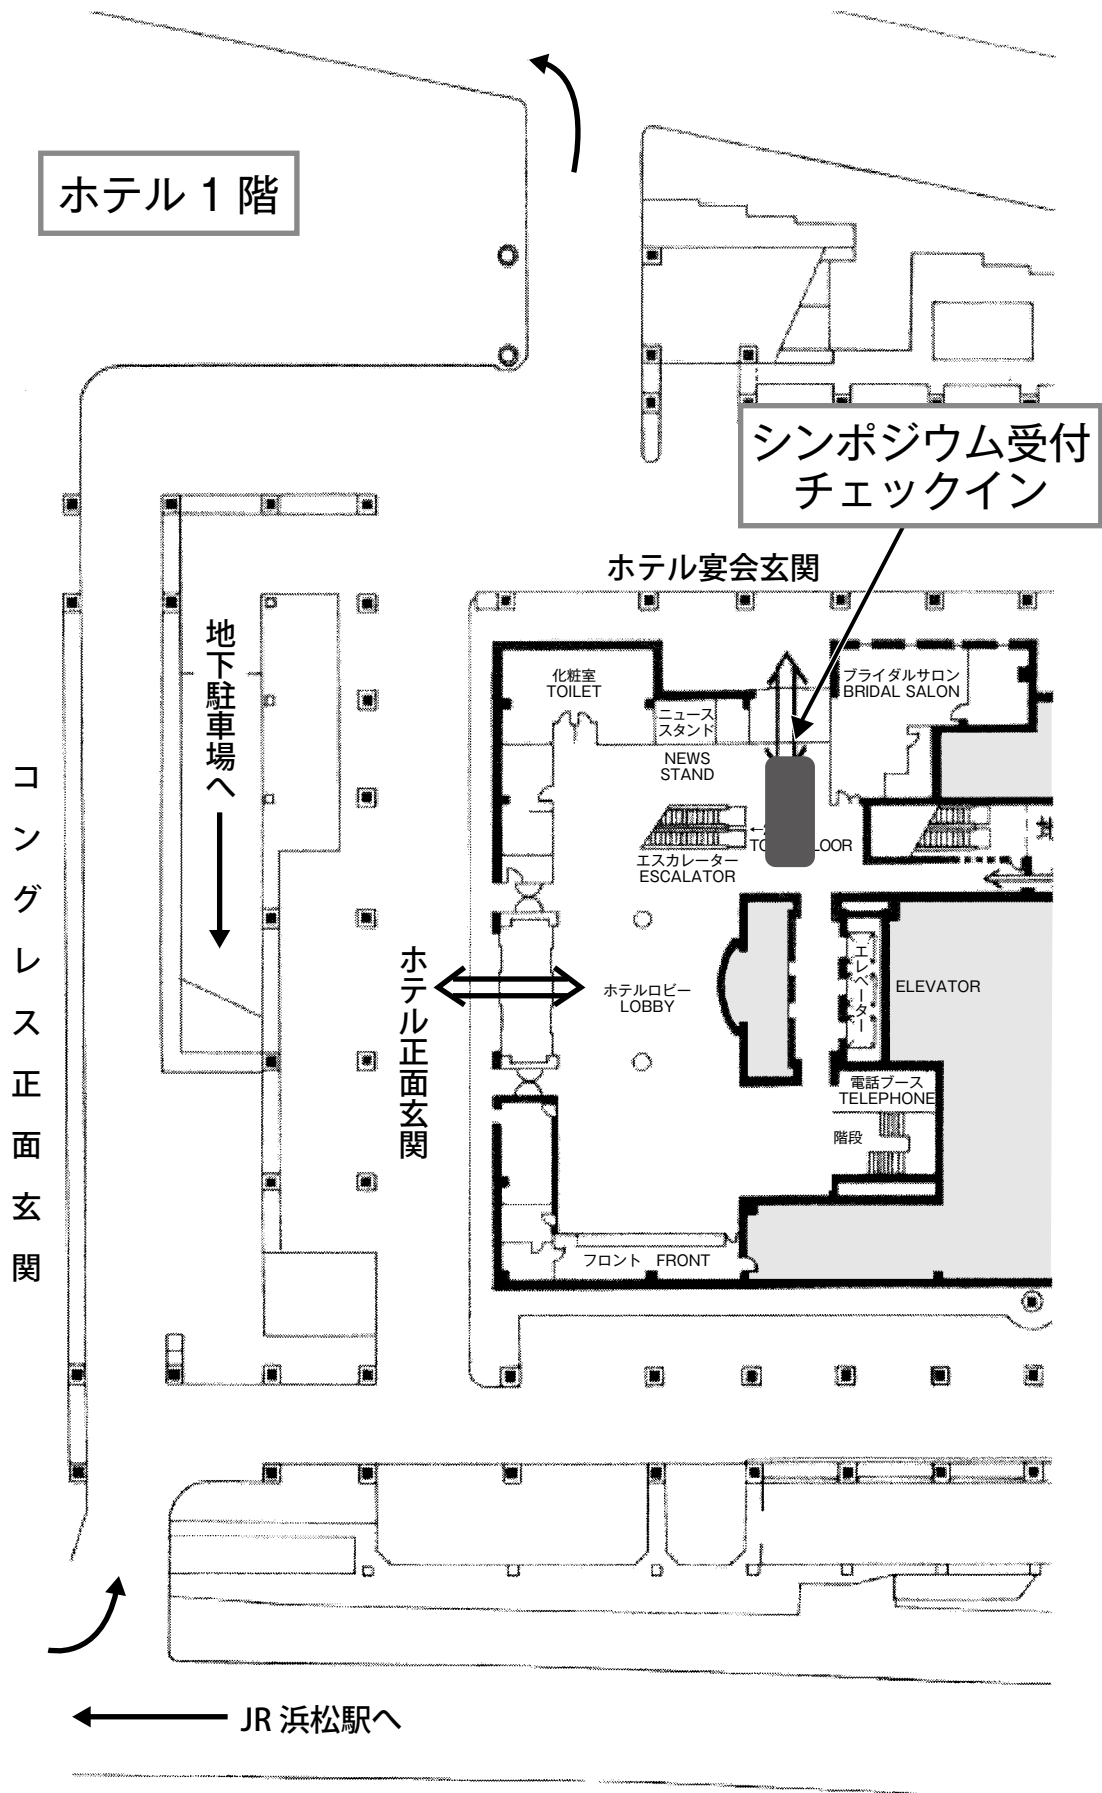 ホテル 1 階
シンポジウム受付
チェックイン
ホテル宴会玄関
地下駐車場へ
化粧室
TOILET
ブライダルサロン
BRIDAL SALON
ニュース
スタンド
NEWS
STAND
エスカレーター
ESCALATOR
コングレス正面玄関
ホテル正面玄関
ホテルロビー
LOBBY
エレベーター
ELEVATOR
電話ブース
TELEPHONE
階段
フロント FRONT
JR 浜松駅へ